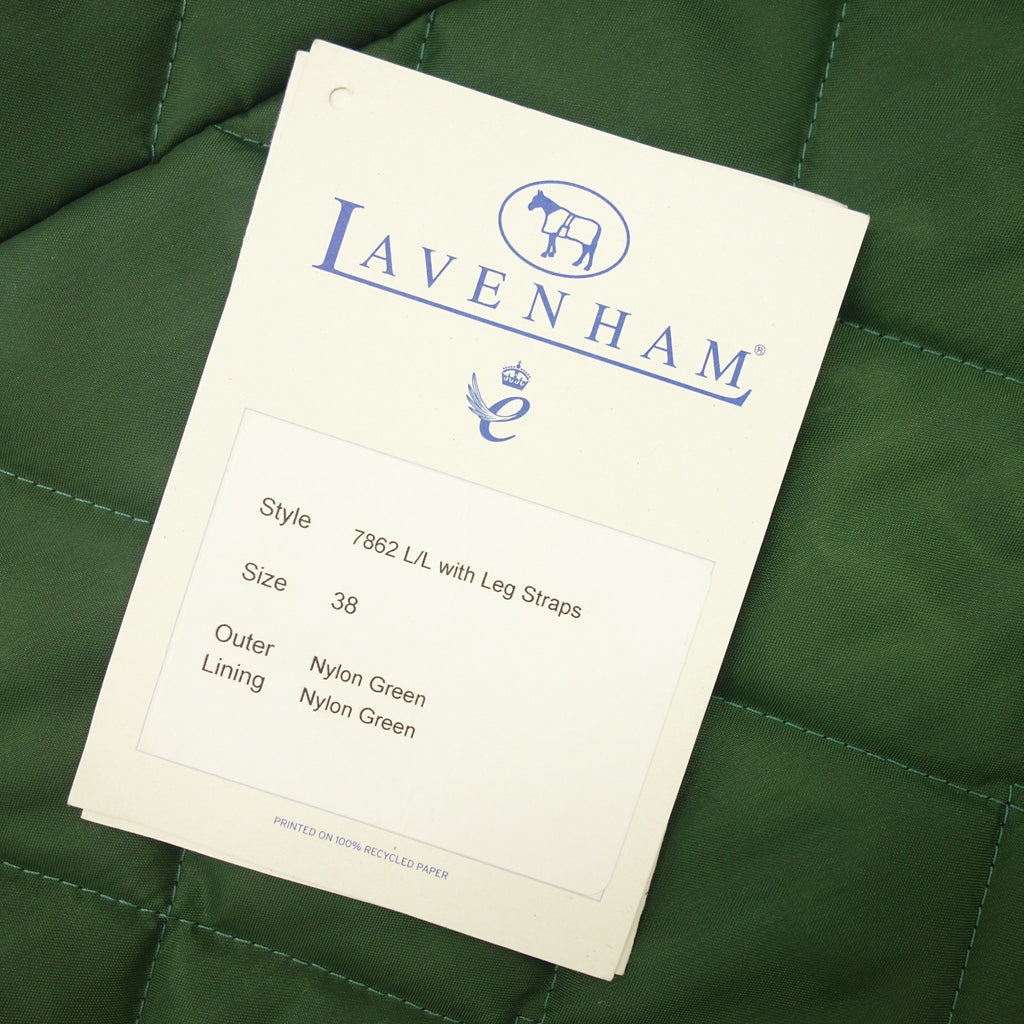 LAVENHAM®
e
Style 7862 L/L with Leg Straps
Size 38
Outer Nylon Green
Lining Nylon Green
PRINTED ON 100% RECYCLED PAPER